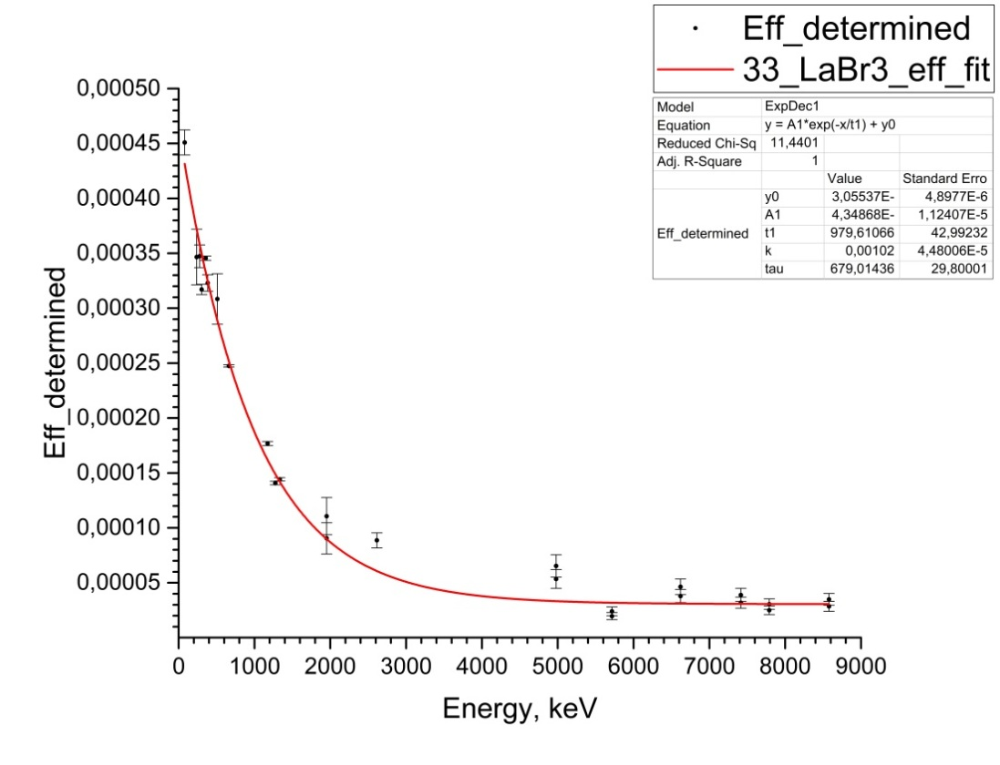 Eff_determined
33_LaBr3_eff_fit
Model ExpDec1
Equation y = A1*exp(-x/t1) + y0
Reduced Chi-Sq 11,4401
Adj. R-Square 1
Value Standard Erro
Eff_determined y0 3,05537E- 4,8977E-6
A1 4,34868E- 1,12407E-5
t1 979,61066 42,99232
k 0,00102 4,48006E-5
tau 679,01436 29,80001
0,00050
0,00045
0,00040
0,00035
0,00030
0,00025
0,00020
0,00015
0,00010
0,00005
Eff_determined
0 1000 2000 3000 4000 5000 6000 7000 8000 9000
Energy, keV